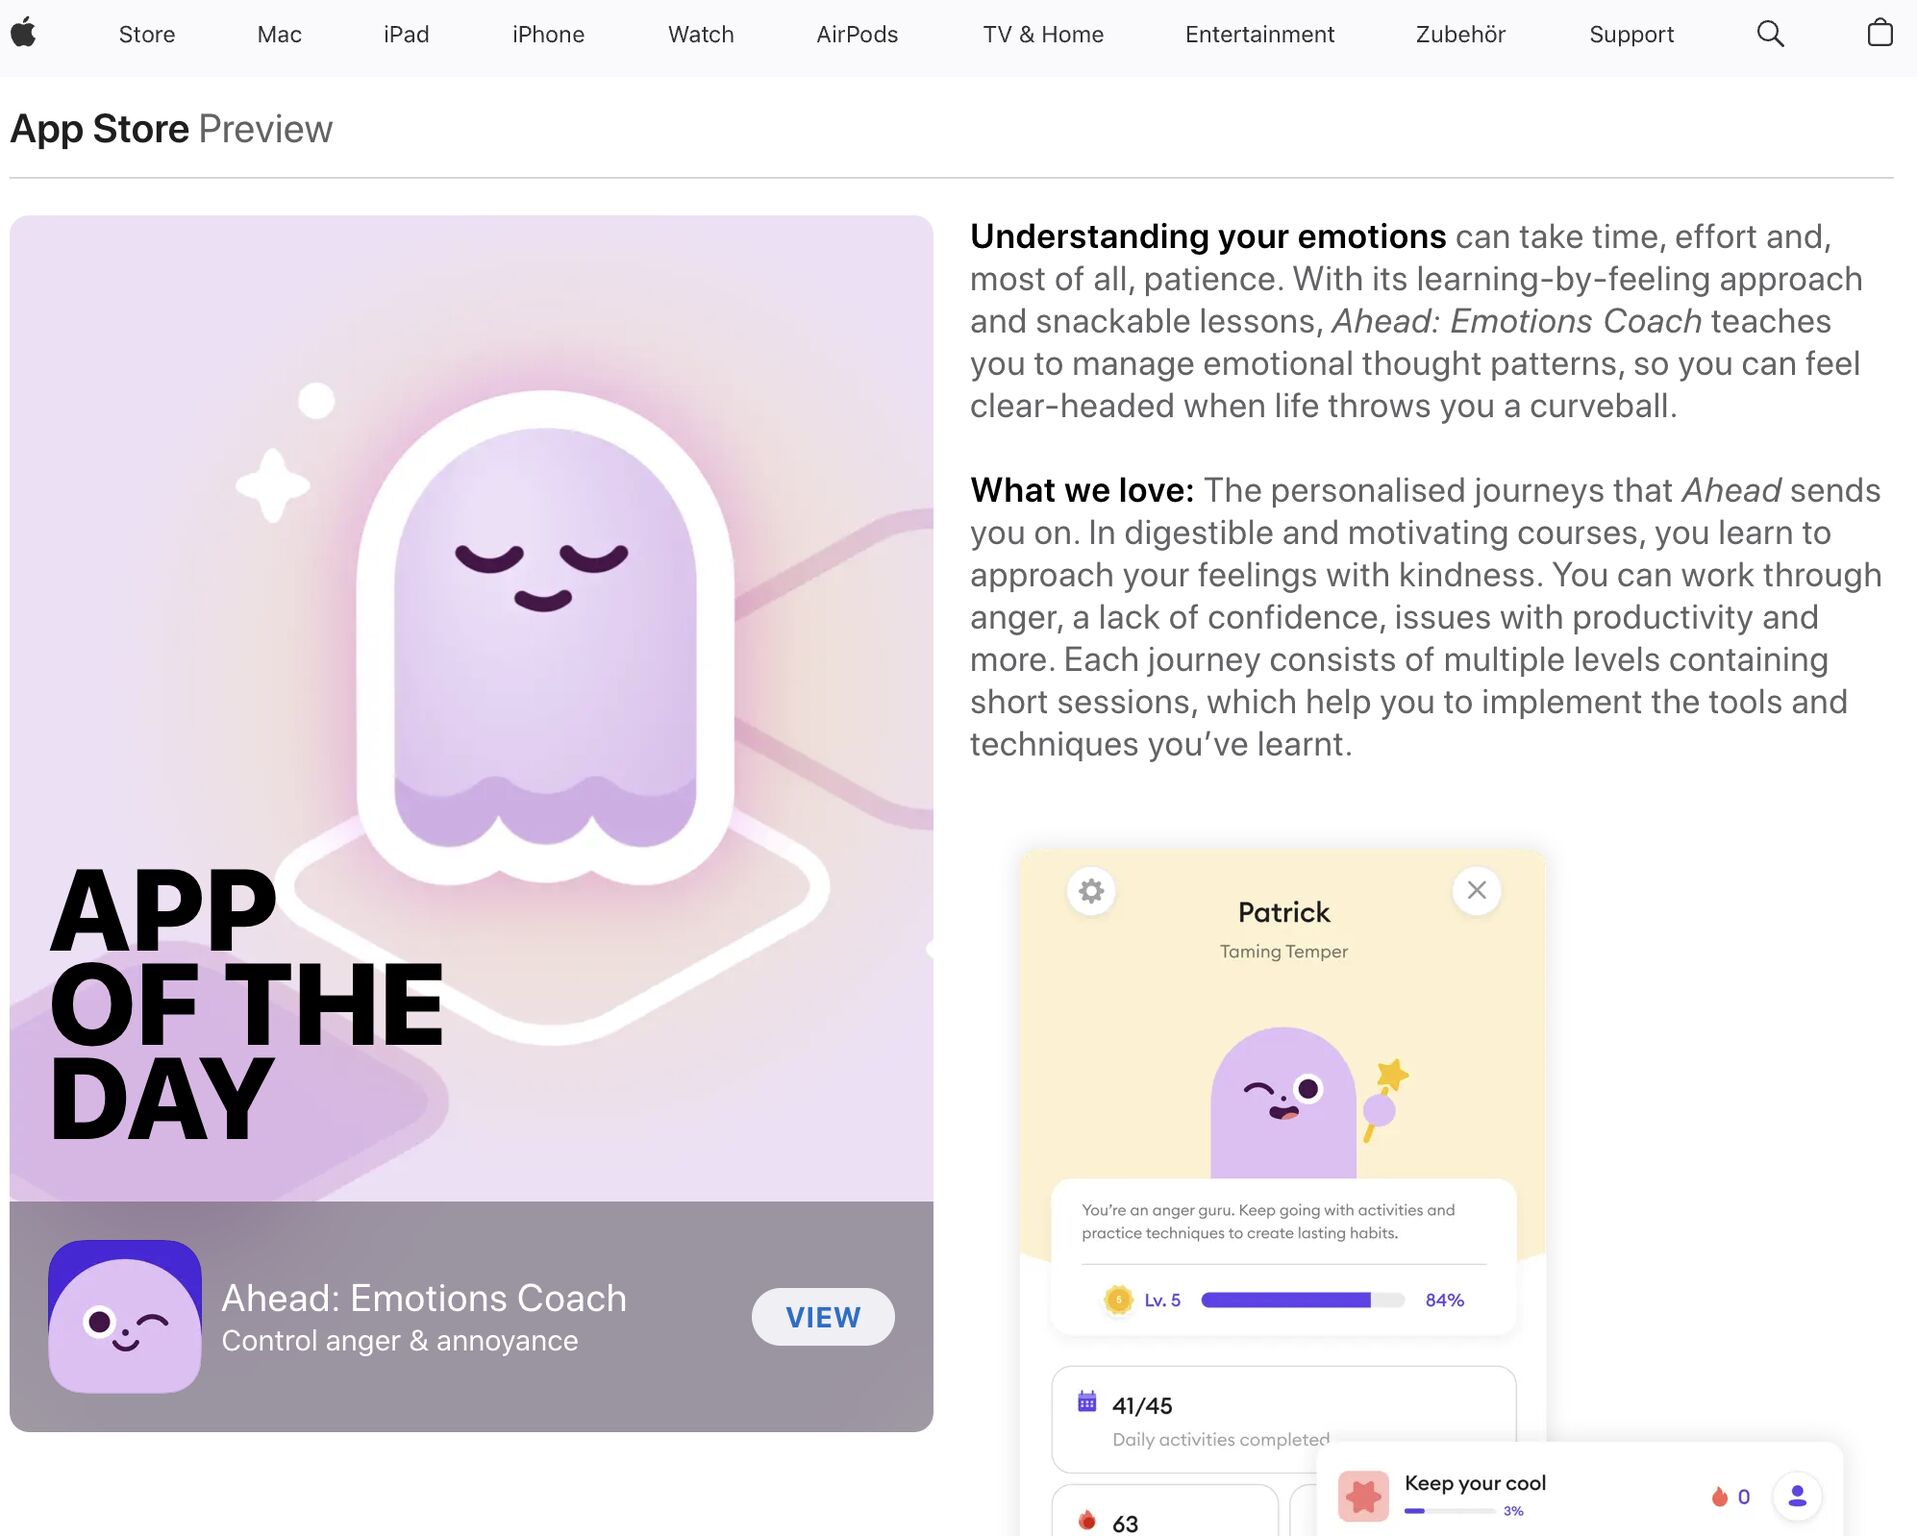 Store Mac iPad iPhone Watch AirPods TV & Home Entertainment Zubehör Support
App Store Preview
APP
OF THE
DAY
Ahead: Emotions Coach
Control anger & annoyance
VIEW
Understanding your emotions can take time, effort and,
most of all, patience. With its learning-by-feeling approach
and snackable lessons, Ahead: Emotions Coach teaches
you to manage emotional thought patterns, so you can feel
clear-headed when life throws you a curveball.
What we love: The personalised journeys that Ahead sends
you on. In digestible and motivating courses, you learn to
approach your feelings with kindness. You can work through
anger, a lack of confidence, issues with productivity and
more. Each journey consists of multiple levels containing
short sessions, which help you to implement the tools and
techniques you’ve learnt.
Patrick
Taming Temper
You’re an anger guru. Keep going with activities and
practice techniques to create lasting habits.
5 Lv. 5 84%
41/45
Daily activities completed
63
Keep your cool
3%
0